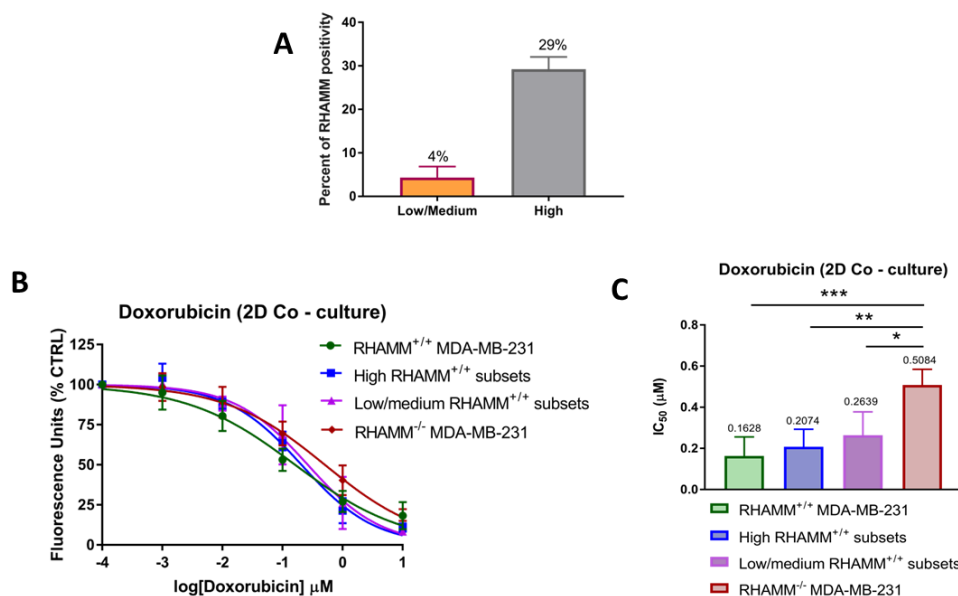 A
Percent of RHAMM positivity
40
30
20
10
0
4%
29%
Low/Medium
High
B
Doxorubicin (2D Co - culture)
Fluorescence Units (% CTRL)
125
100
75
50
25
0
-4 -3 -2 -1 0 1
log[Doxorubicin] μM
RHAMM+/+ MDA-MB-231
High RHAMM+/+ subsets
Low/medium RHAMM+/+ subsets
RHAMM-/- MDA-MB-231
C
Doxorubicin (2D Co - culture)
***
**
*
IC50 (μM)
0.8
0.6
0.4
0.2
0.0
0.1628
0.2074
0.2639
0.5084
RHAMM+/+ MDA-MB-231
High RHAMM+/+ subsets
Low/medium RHAMM+/+ subsets
RHAMM-/- MDA-MB-231